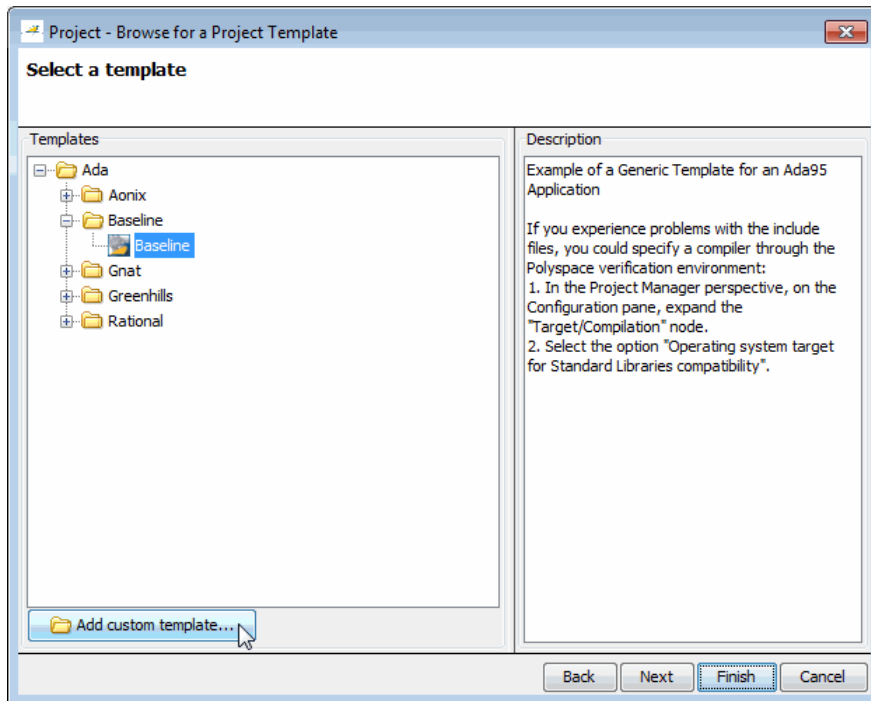 Project - Browse for a Project Template
Select a template
Templates
Ada
Aonix
Baseline
Baseline
Gnat
Greenhills
Rational
Add custom template...
Description
Example of a Generic Template for an Ada95
Application
If you experience problems with the include
files, you could specify a compiler through the
Polyspace verification environment:
1. In the Project Manager perspective, on the
Configuration pane, expand the
"Target/Compilation" node.
2. Select the option "Operating system target
for Standard Libraries compatibility".
Back Next Finish Cancel